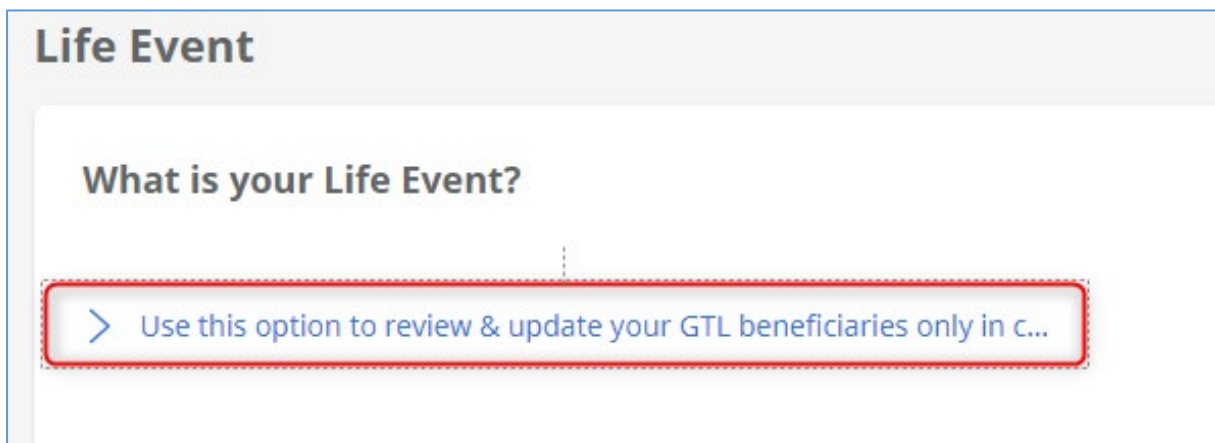 Life Event
What is your Life Event?
Use this option to review & update your GTL beneficiaries only in c...